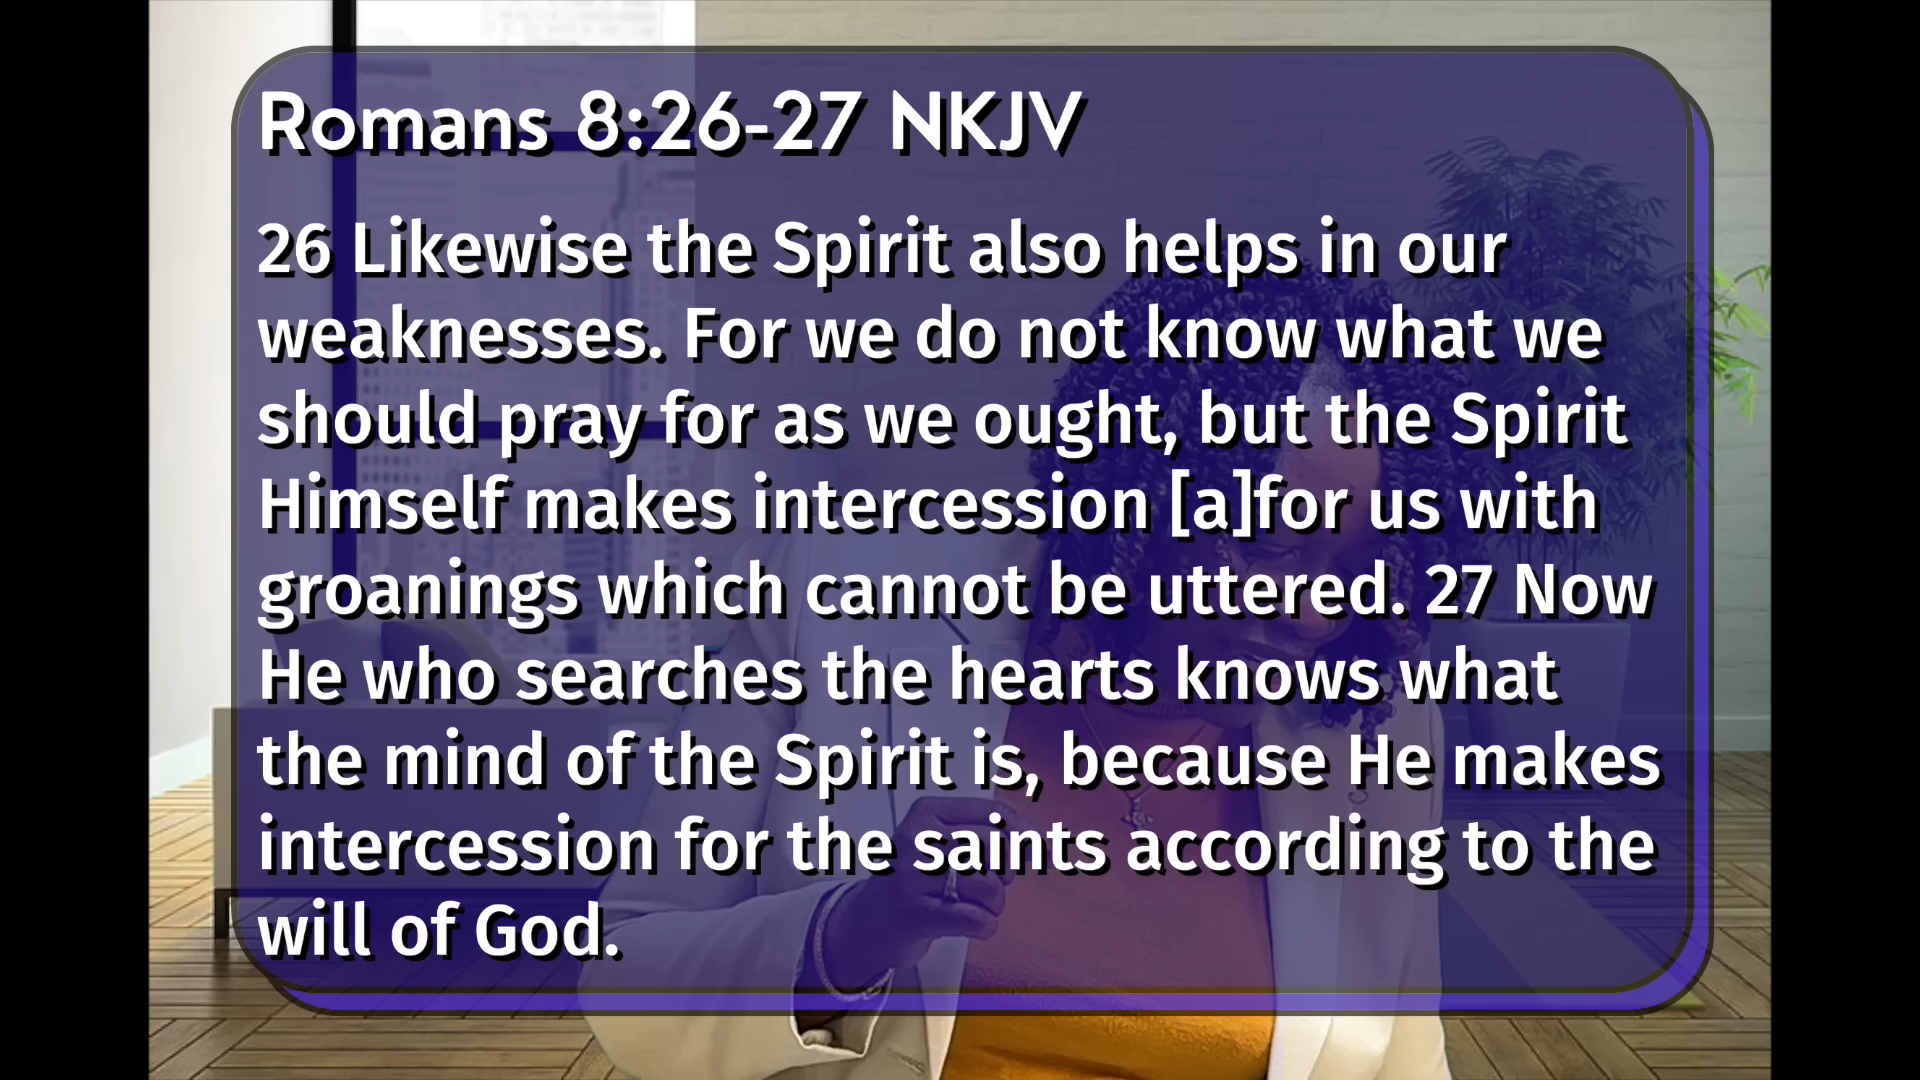 Romans 8:26-27 NKJV
26 Likewise the Spirit also helps in our
weaknesses. For we do not know what we
should pray for as we ought, but the Spirit
Himself makes intercession [a]for us with
groanings which cannot be uttered. 27 Now
He who searches the hearts knows what
the mind of the Spirit is, because He makes
intercession for the saints according to the
will of God.